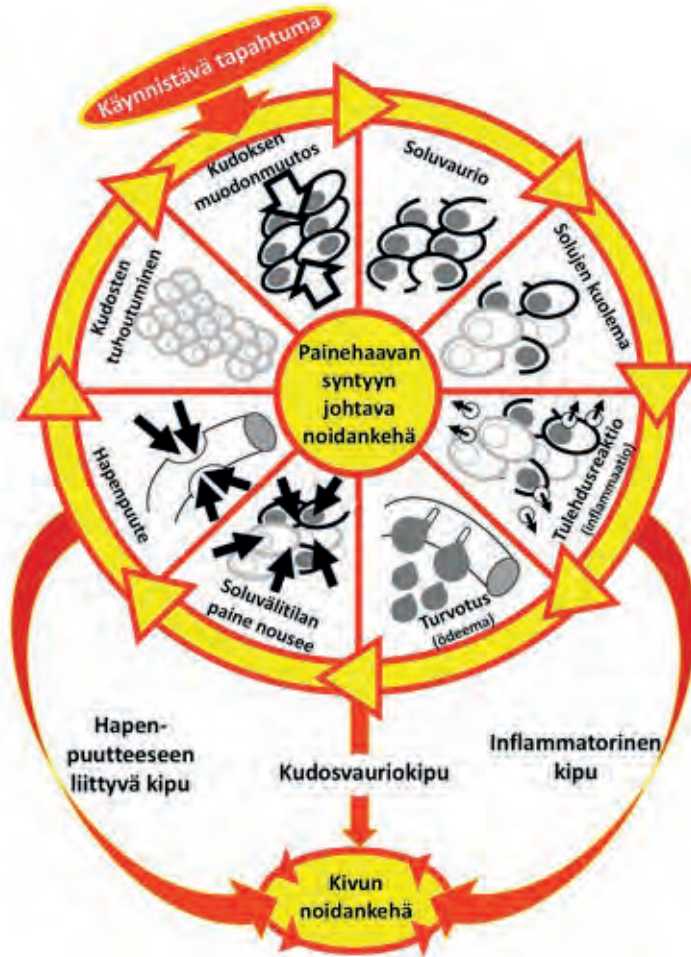 Käynnistävä tapahtuma
Kudoksen
muodonmuutos
Soluvaurio
Solujen kuolema
Tulehdusreaktio
(inflammaatio)
Turvotus
(ödeema)
Soluvälitilan
paine nousee
Hapenpuute
Kudosten
tuhoutuminen
Painehaavan
syntyyn
johtava
noidankehä
Hapen-
puutteeseen
liittyvä kipu
Kudosvauriokipu
Inflammatorinen
kipu
Kivun
noidankehä